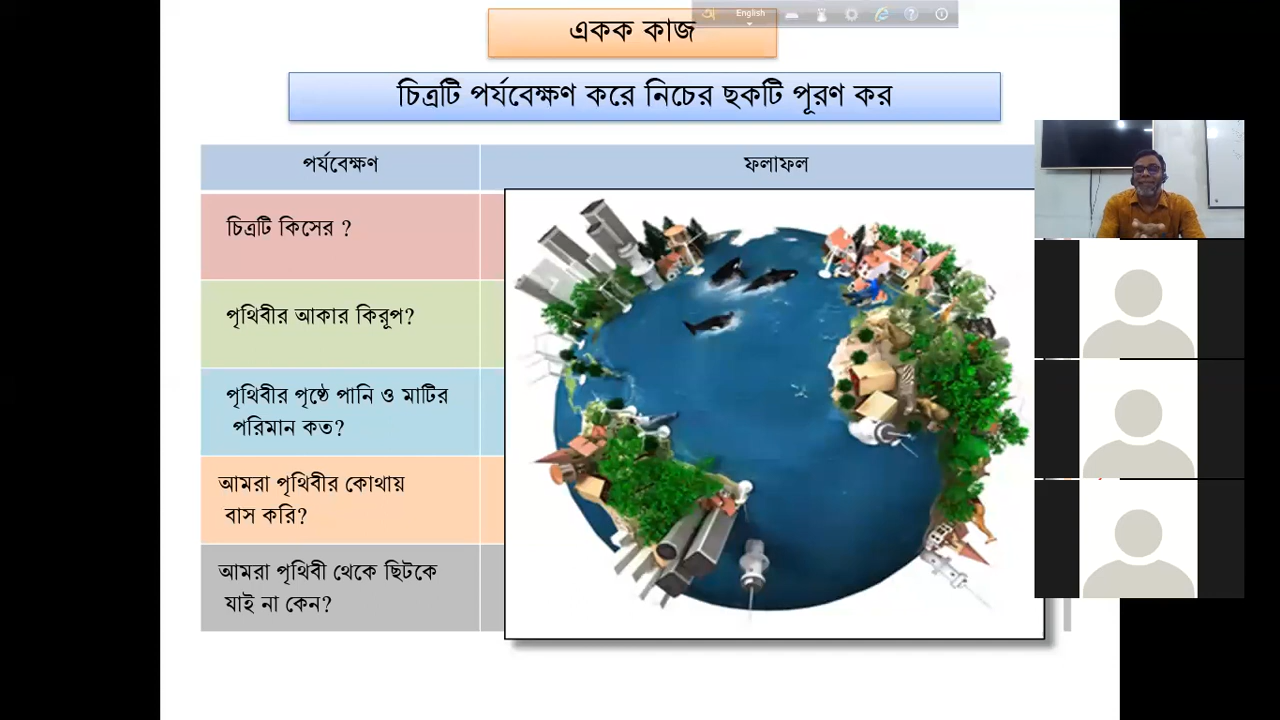 English
একক কাজ
চিত্রটি পর্যবেক্ষণ করে নিচের ছকটি পূরণ কর
পর্যবেক্ষণ
ফলাফল
চিত্রটি কিসের ?
পৃথিবীর আকার কিরূপ?
পৃথিবীর পৃষ্ঠে পানি ও মাটির
পরিমান কত?
আমরা পৃথিবীর কোথায়
বাস করি?
আমরা পৃথিবী থেকে ছিটকে
যাই না কেন?